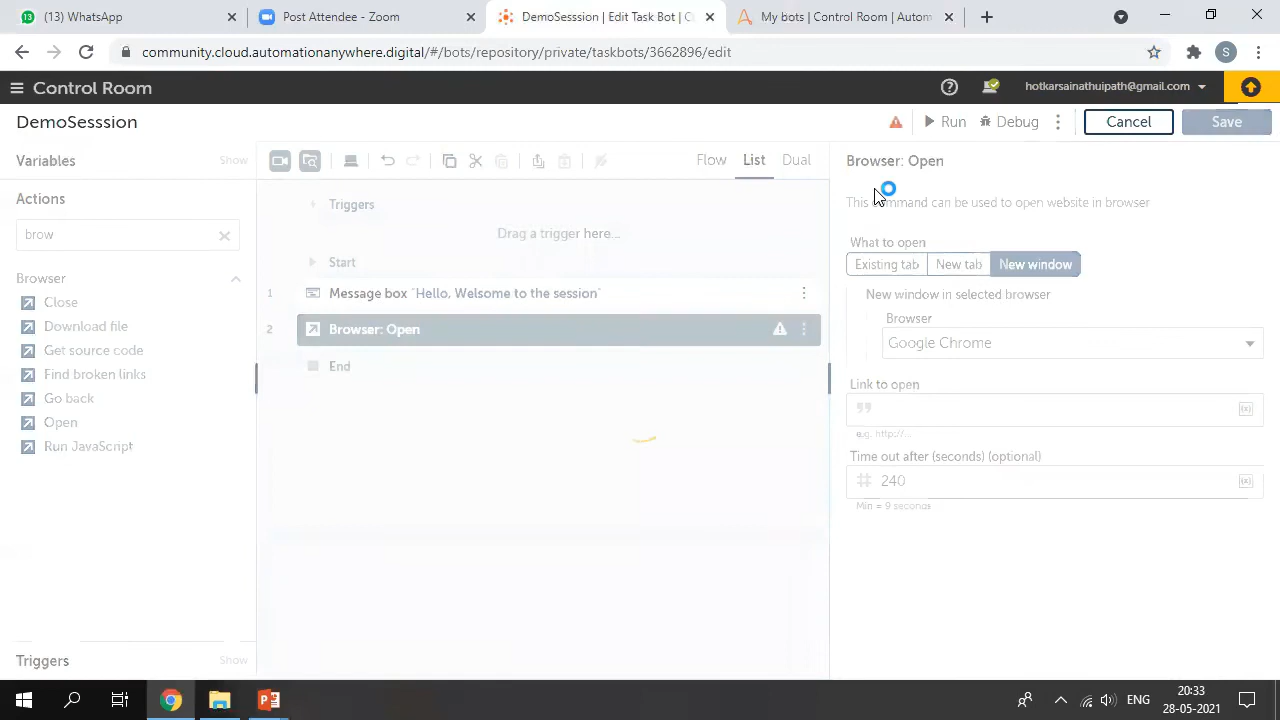 (13) WhatsApp
Post Attendee - Zoom
DemoSesssion | Edit Task Bot | C
My bots | Control Room | Autom
community.cloud.automationanywhere.digital/#/bots/repository/private/taskbots/3662896/edit
S
Control Room
hotkarsainathuipath@gmail.com
DemoSesssion
Run
Debug
Cancel
Save
Variables
Show
Flow
List
Dual
Browser: Open
Actions
This command can be used to open website in browser
brow
Triggers
Drag a trigger here...
What to open
Existing tab
New tab
New window
Browser
Start
Close
1
Message box "Hello, Welsome to the session"
New window in selected browser
Browser
Download file
2
Browser: Open
Google Chrome
Get source code
Find broken links
End
Link to open
Go back
Open
e.g. http://...
Run JavaScript
Time out after (seconds) (optional)
240
Min = 9 seconds
Triggers
Show
ENG
20:33
28-05-2021